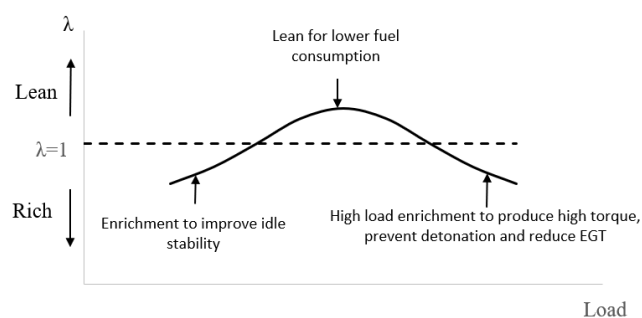 λ
Lean for lower fuel
consumption
Lean
λ=1
Rich
Enrichment to improve idle
stability
High load enrichment to produce high torque,
prevent detonation and reduce EGT
Load